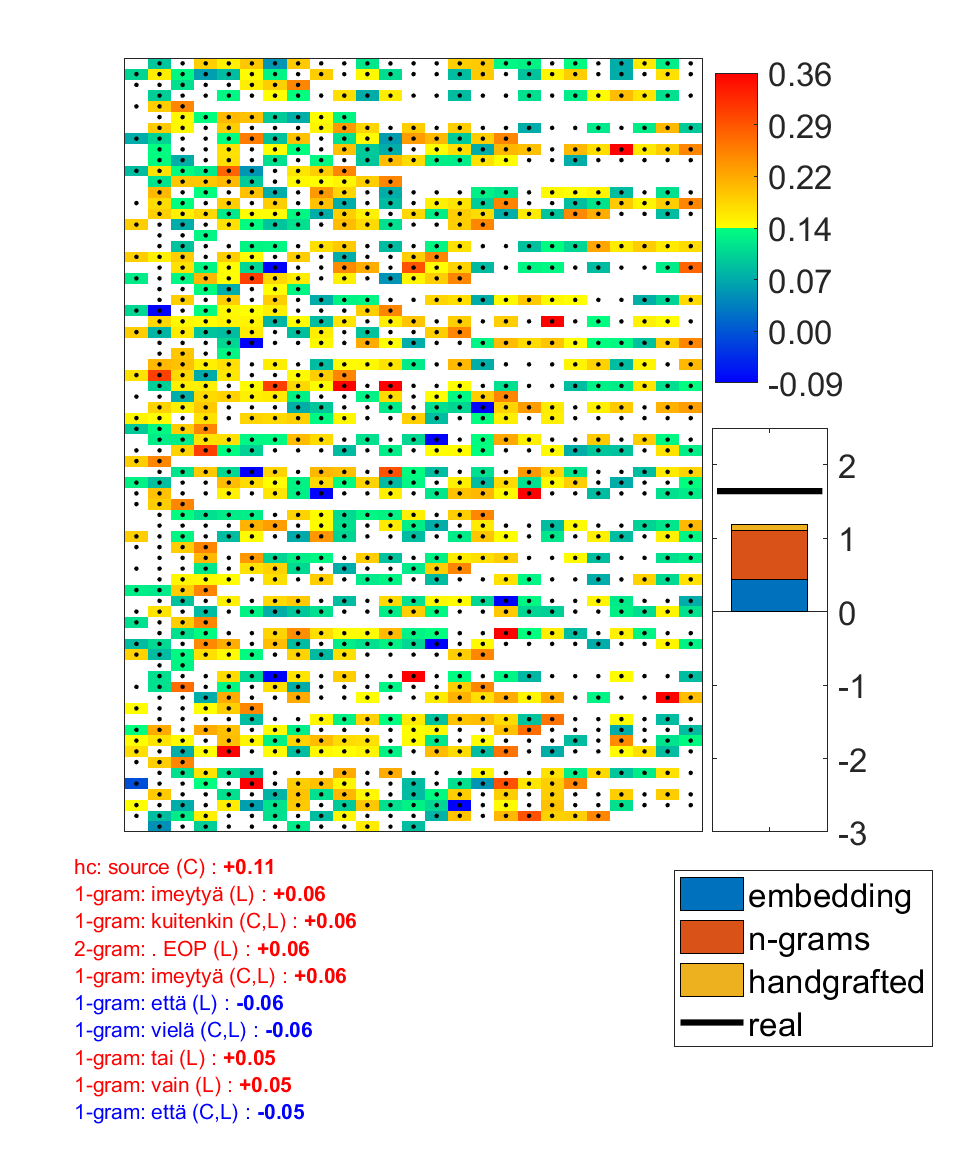 0.36
0.29
0.22
0.14
0.07
0.00
-0.09
2
1
0
-1
-2
-3
hc: source (C) : +0.11
1-gram: imeytyä (L) : +0.06
1-gram: kuitenkin (C,L) : +0.06
2-gram: . EOP (L) : +0.06
1-gram: imeytyä (C,L) : +0.06
1-gram: että (L) : -0.06
1-gram: vielä (C,L) : -0.06
1-gram: tai (L) : +0.05
1-gram: vain (L) : +0.05
1-gram: että (C,L) : -0.05
embedding
n-grams
handgrafted
real